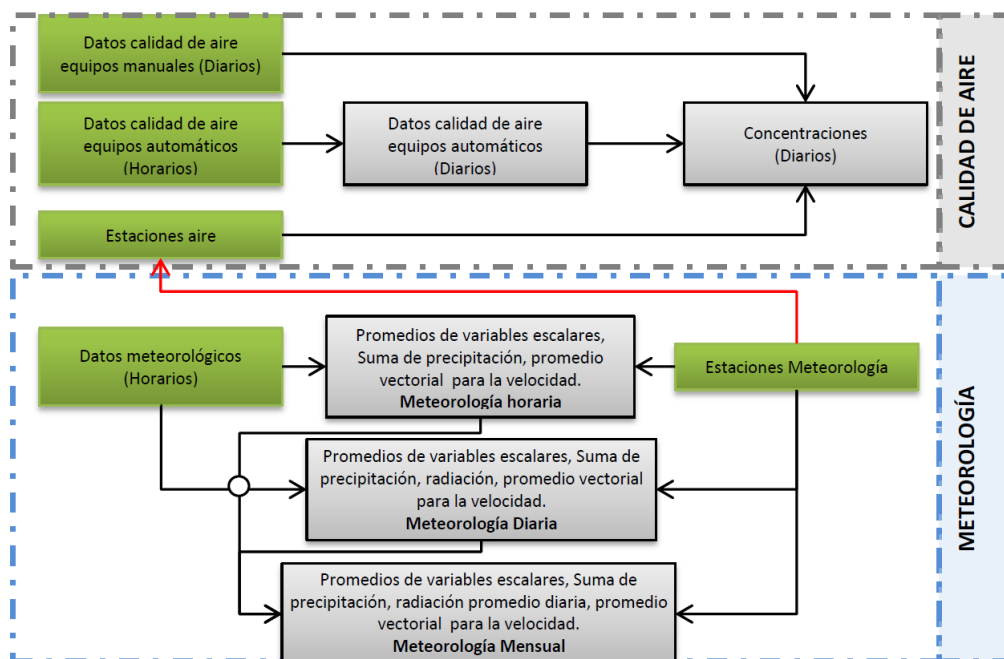 Datos calidad de aire
equipos manuales (Diarios)
Datos calidad de aire
equipos automáticos
(Horarios)
Datos calidad de aire
equipos automáticos
(Diarios)
Concentraciones
(Diarios)
Estaciones aire
CALIDAD DE AIRE
Datos meteorológicos
(Horarios)
Promedios de variables escalares,
Suma de precipitación, promedio
vectorial para la velocidad.
Meteorología horaria
Estaciones Meteorología
Promedios de variables escalares, Suma de
precipitación, radiación, promedio vectorial
para la velocidad.
Meteorología Diaria
Promedios de variables escalares, Suma de
precipitación, radiación promedio diaria, promedio
vectorial para la velocidad.
Meteorología Mensual
METEOROLOGÍA